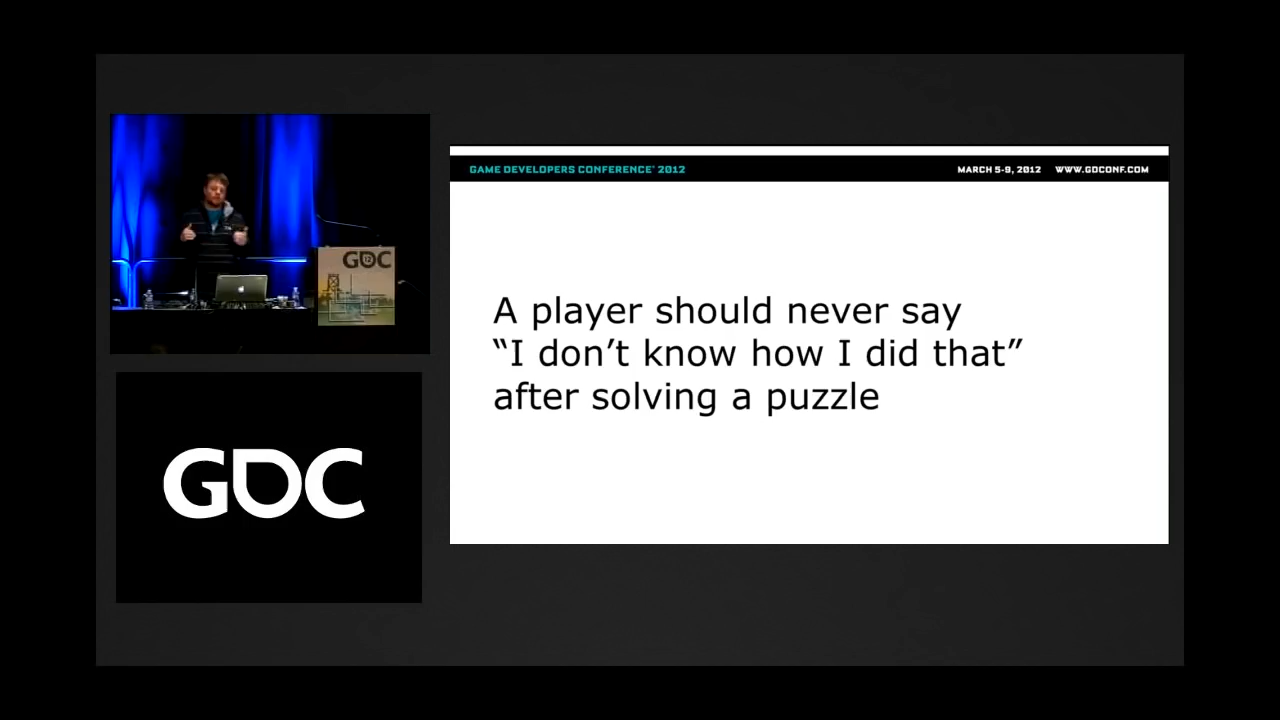 GAME DEVELOPERS CONFERENCE® 2012
MARCH 5-9, 2012 WWW.GDCONF.COM
GDC
12
A player should never say
“I don’t know how I did that”
after solving a puzzle
GDC